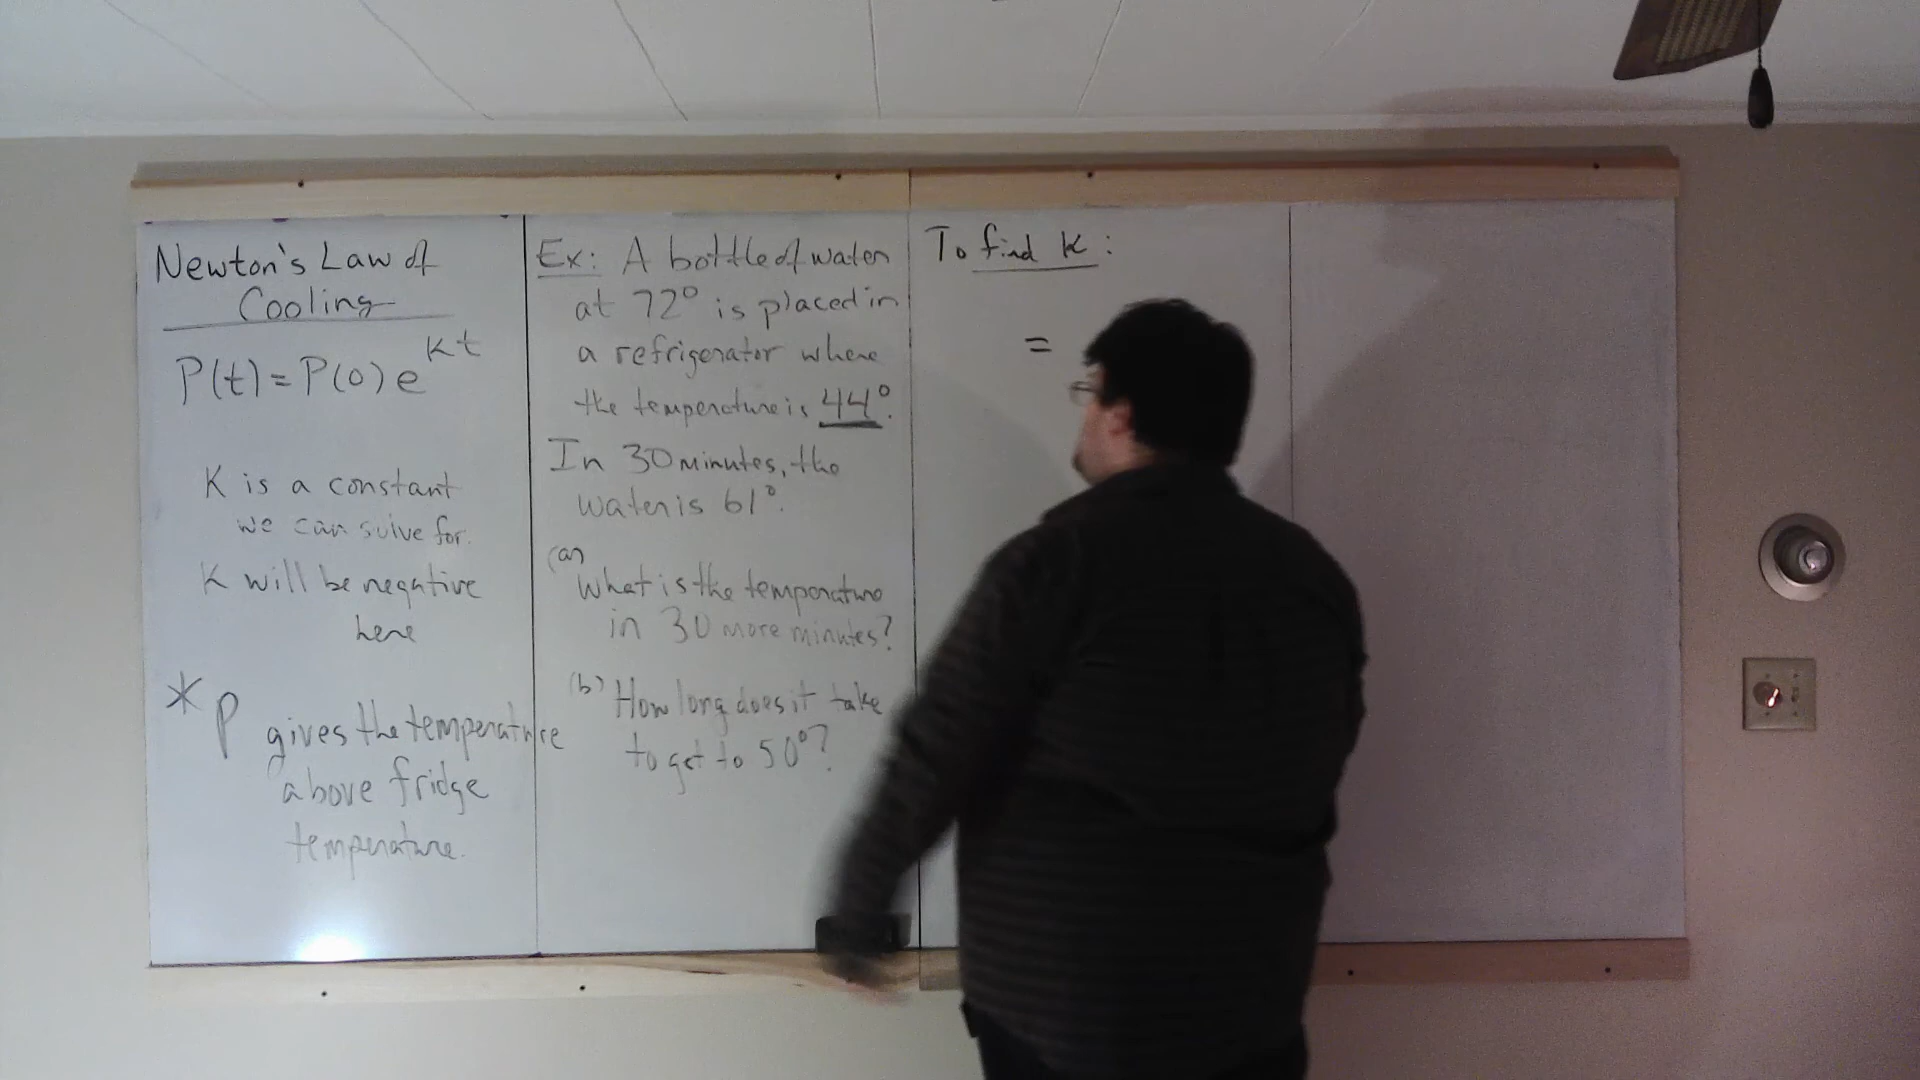 Newton's Law of
Cooling
P(t) = P(0) e^{Kt}
K is a constant
we can solve for.
K will be negative
here
* P gives the temperature
above fridge
temperature.
Ex: A bottle of water
at 72° is placed in
a refrigerator where
the temperature is 44°.
In 30 minutes, the
water is 61°.
(a)
What is the temperature
in 30 more minutes?
(b) How long does it take
to get to 50°?
To find K:
=